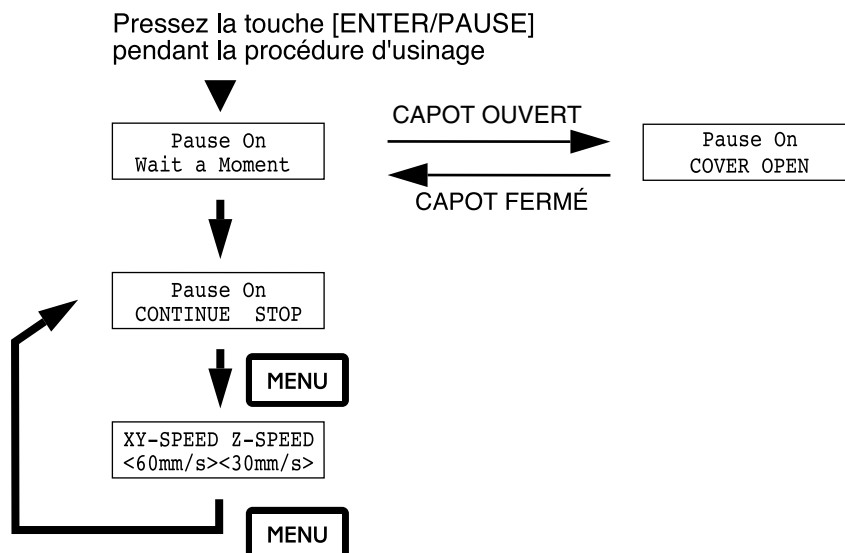 Pressez la touche [ENTER/PAUSE]
pendant la procédure d'usinage
Pause On
Wait a Moment
CAPOT OUVERT
CAPOT FERMÉ
Pause On
COVER OPEN
Pause On
CONTINUE STOP
MENU
XY-SPEED Z-SPEED
<60mm/s><30mm/s>
MENU